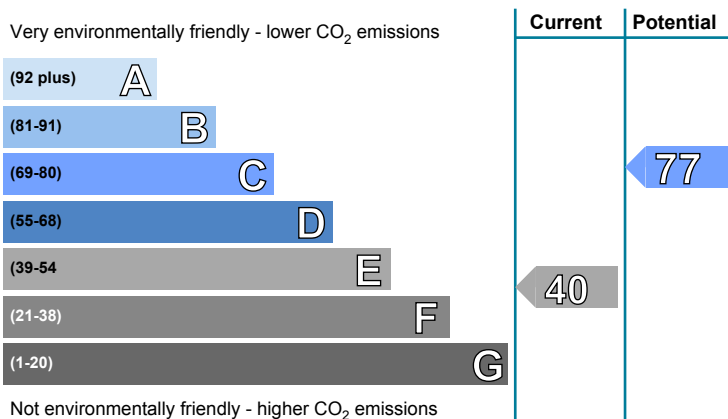 Very environmentally friendly - lower CO₂ emissions
Current
Potential
(92 plus) A
(81-91) B
(69-80) C
77
(55-68) D
(39-54 E
40
(21-38) F
(1-20) G
Not environmentally friendly - higher CO₂ emissions